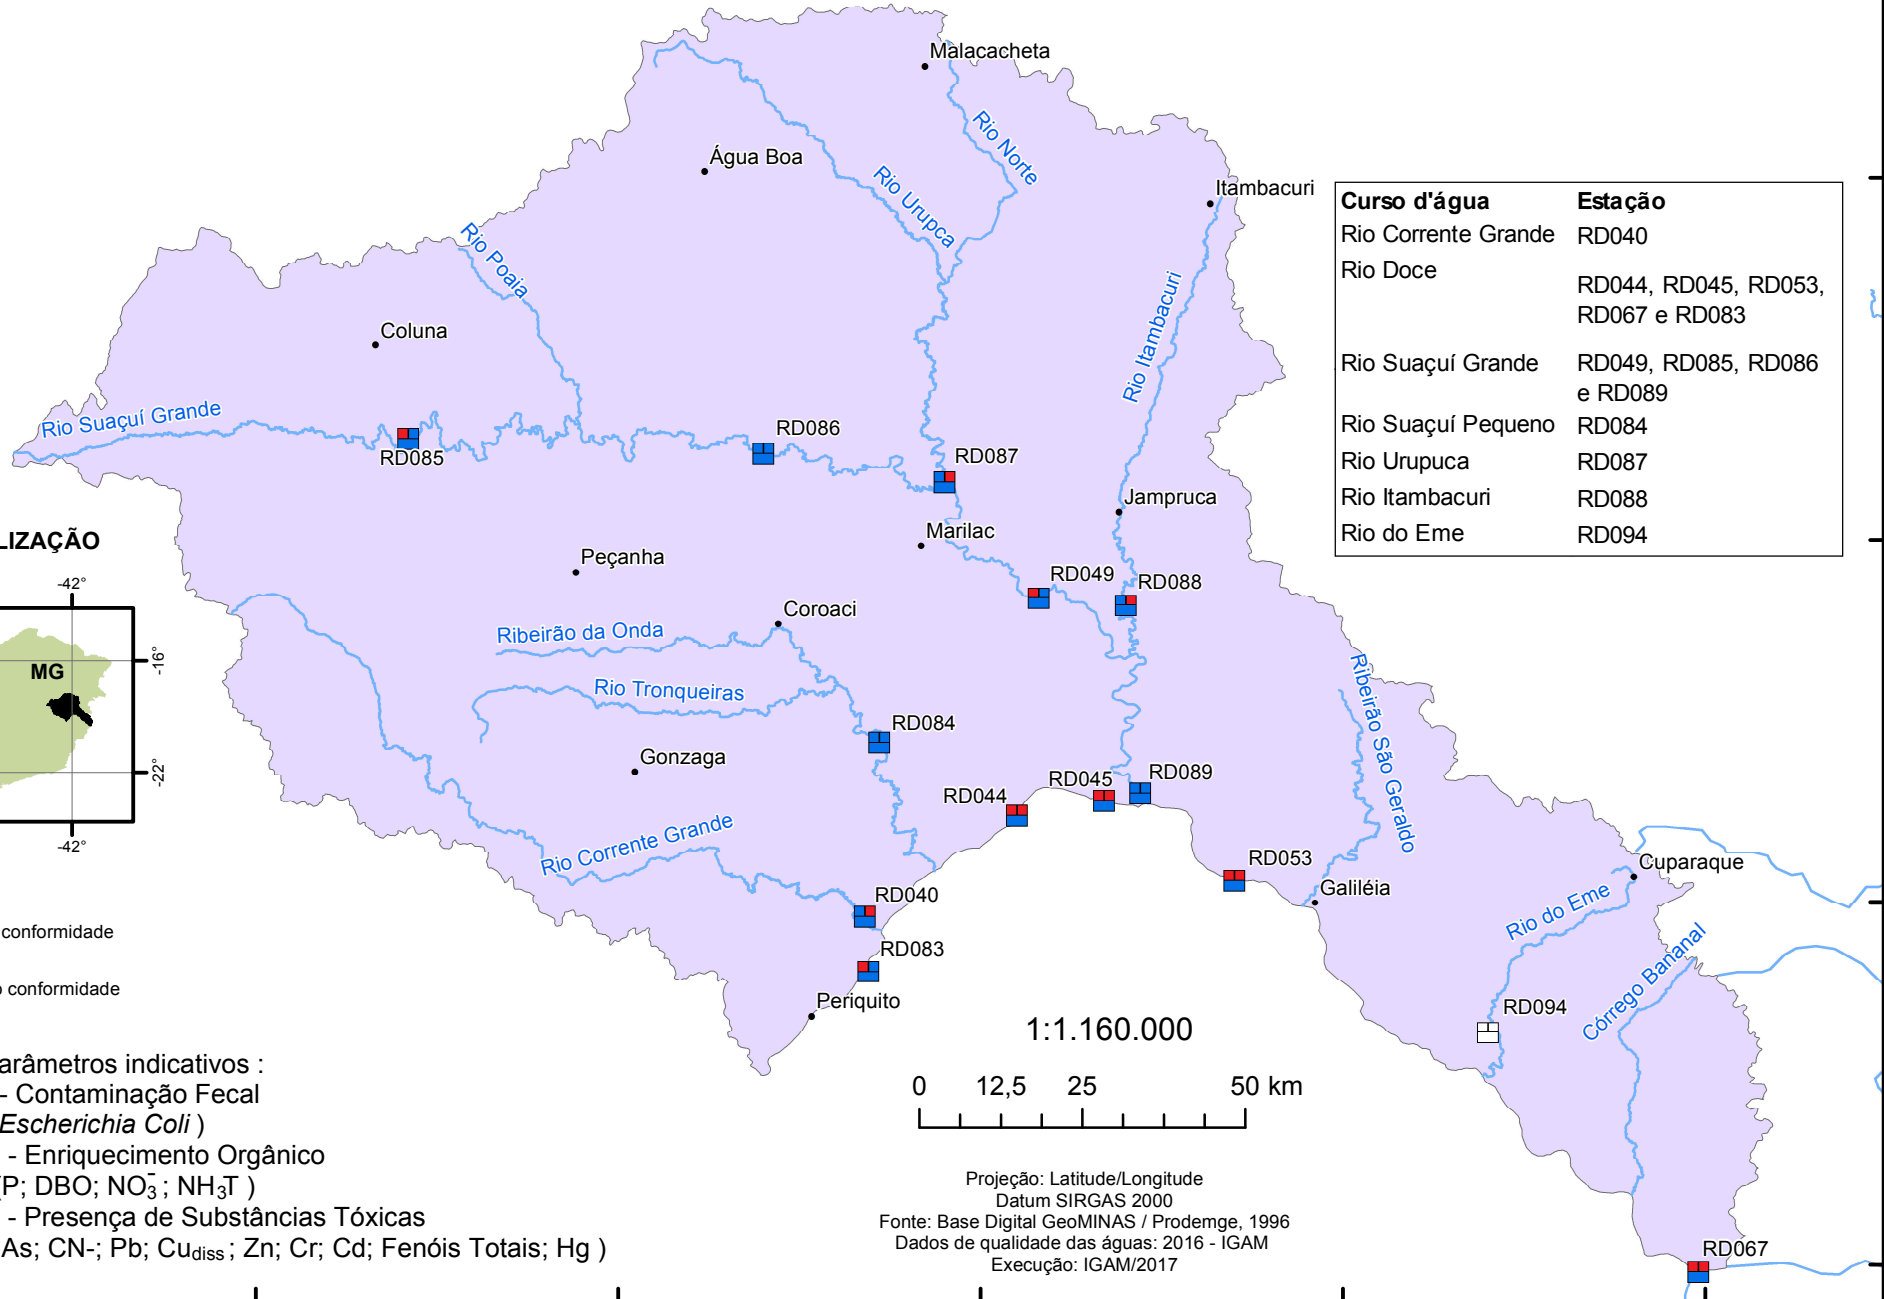 Malacacheta
Rio Norte
Água Boa
Rio Urupca
Itambacuri
Rio Poaia
Coluna
Rio Itambacuri
Rio Suaçuí Grande
RD085
RD086
RD087
Jampruca
Marilac
Peçanha
RD049
RD088
Coroaci
Ribeirão da Onda
Rio Tronqueiras
Ribeirão São Geraldo
RD084
Gonzaga
RD089
RD045
RD044
Rio Corrente Grande
RD053
Galiléia
Cuparaque
Rio do Eme
RD040
RD083
Córrego Bananal
Periquito
RD094
RD067
Curso d'água Estação
Rio Corrente Grande RD040
Rio Doce
RD044, RD045, RD053,
RD067 e RD083
Rio Suaçuí Grande RD049, RD085, RD086
e RD089
Rio Suaçuí Pequeno RD084
Rio Urupuca RD087
Rio Itambacuri RD088
Rio do Eme RD094
LIZAÇÃO
-42°
MG
-16°
-22°
-42°
conformidade
conformidade
arâmetros indicativos :
- Contaminação Fecal
Escherichia Coli )
- Enriquecimento Orgânico
P; DBO; NO₃⁻; NH₃T )
- Presença de Substâncias Tóxicas
As; CN-; Pb; Cudiss ; Zn; Cr; Cd; Fenóis Totais; Hg )
1:1.160.000
0 12,5 25 50 km
Projeção: Latitude/Longitude
Datum SIRGAS 2000
Fonte: Base Digital GeoMINAS / Prodemge, 1996
Dados de qualidade das águas: 2016 - IGAM
Execução: IGAM/2017